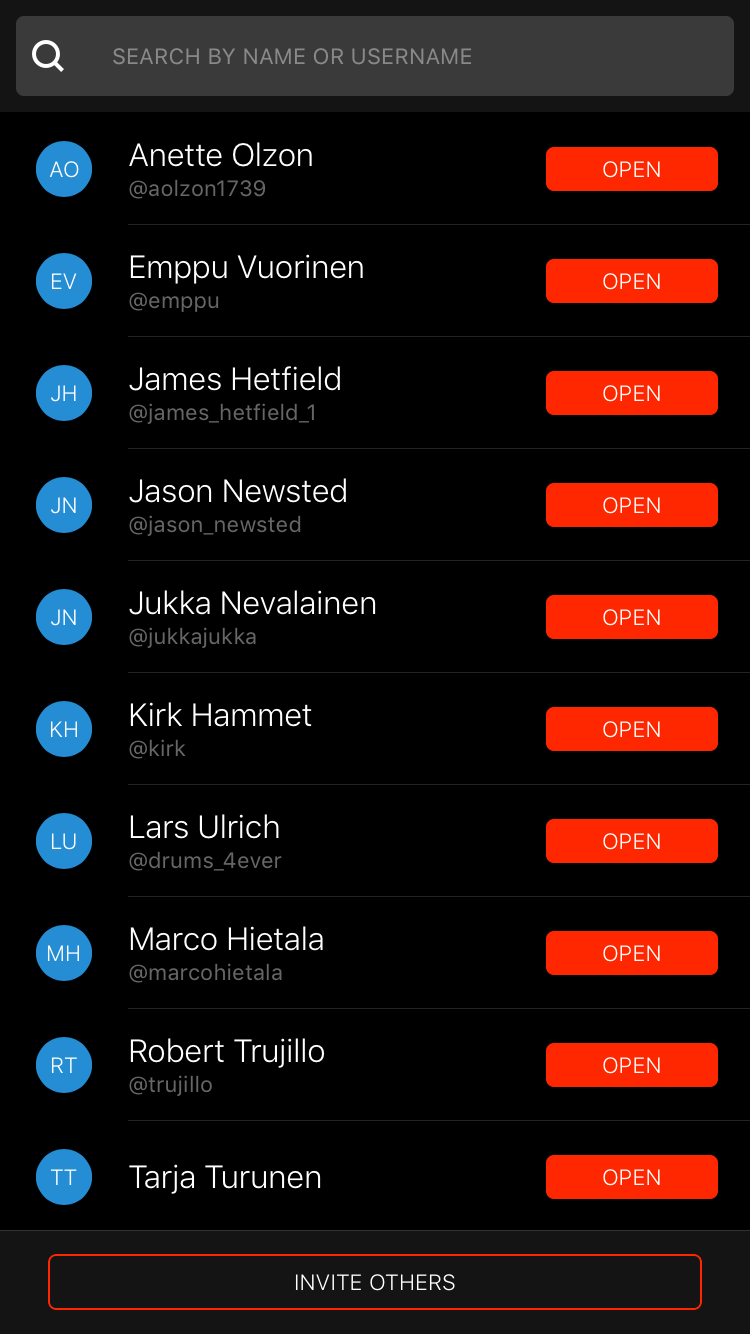 SEARCH BY NAME OR USERNAME
AO
Anette Olzon
@aolzon1739
OPEN
EV
Emppu Vuorinen
@emppu
OPEN
JH
James Hetfield
@james_hetfield_1
OPEN
JN
Jason Newsted
@jason_newsted
OPEN
JN
Jukka Nevalainen
@jukkajukka
OPEN
KH
Kirk Hammet
@kirk
OPEN
LU
Lars Ulrich
@drums_4ever
OPEN
MH
Marco Hietala
@marcohietala
OPEN
RT
Robert Trujillo
@trujillo
OPEN
TT
Tarja Turunen
OPEN
INVITE OTHERS